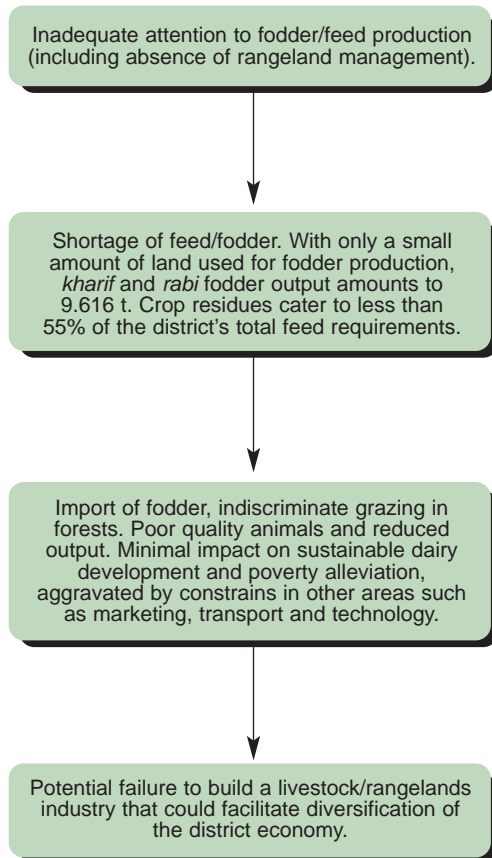 Inadequate attention to fodder/feed production
(including absence of rangeland management).
Shortage of feed/fodder. With only a small
amount of land used for fodder production,
kharif and rabi fodder output amounts to
9.616 t. Crop residues cater to less than
55% of the district's total feed requirements.
Import of fodder, indiscriminate grazing in
forests. Poor quality animals and reduced
output. Minimal impact on sustainable dairy
development and poverty alleviation,
aggravated by constrains in other areas such
as marketing, transport and technology.
Potential failure to build a livestock/rangelands
industry that could facilitate diversification of
the district economy.